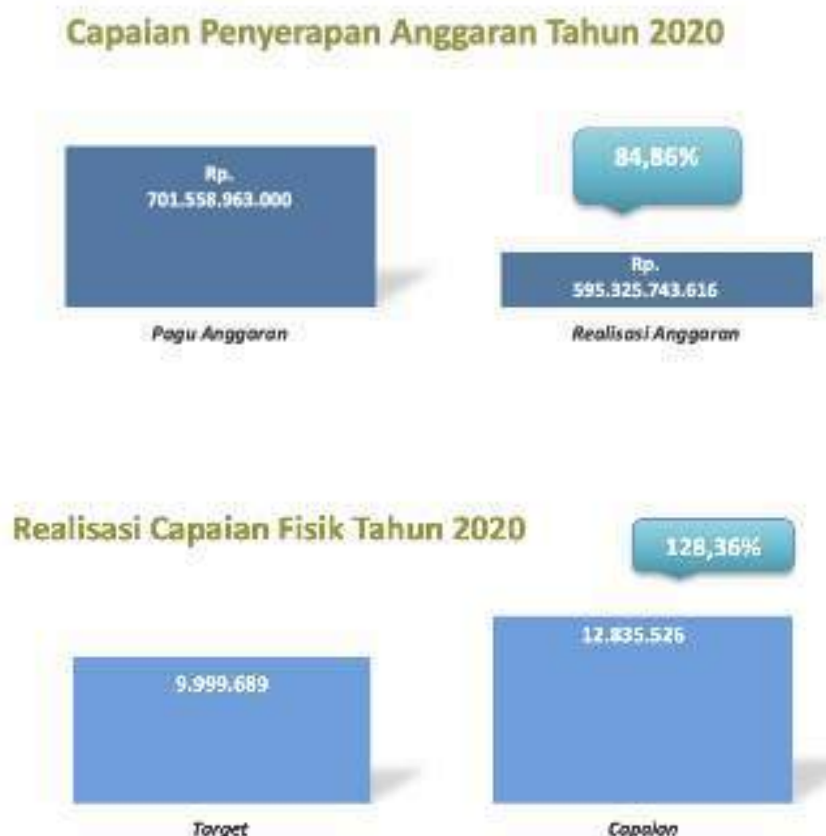 Capaian Penyerapan Anggaran Tahun 2020
84,86%
Rp.
701.558.963.000
Rp.
595.325.743.616
Pagu Anggaran
Realisasi Anggaran
Realisasi Capaian Fisik Tahun 2020
128,36%
12.835.526
9.999.689
Target
Capaian